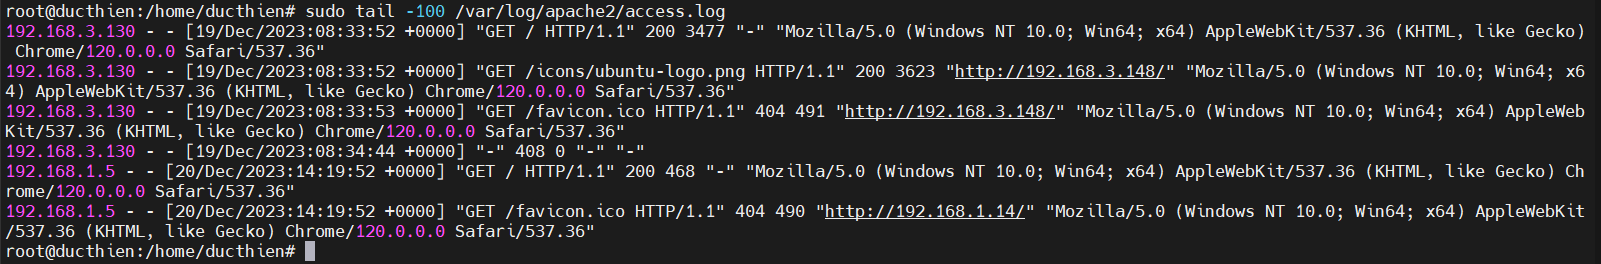 root@ducthien:/home/ducthien# sudo tail -100 /var/log/apache2/access.log
192.168.3.130 - - [19/Dec/2023:08:33:52 +0000] "GET / HTTP/1.1" 200 3477 "-" "Mozilla/5.0 (Windows NT 10.0; Win64; x64) AppleWebKit/537.36 (KHTML, like Gecko)
 Chrome/120.0.0.0 Safari/537.36"
192.168.3.130 - - [19/Dec/2023:08:33:52 +0000] "GET /icons/ubuntu-logo.png HTTP/1.1" 200 3623 "http://192.168.3.148/" "Mozilla/5.0 (Windows NT 10.0; Win64; x6
4) AppleWebKit/537.36 (KHTML, like Gecko) Chrome/120.0.0.0 Safari/537.36"
192.168.3.130 - - [19/Dec/2023:08:33:53 +0000] "GET /favicon.ico HTTP/1.1" 404 491 "http://192.168.3.148/" "Mozilla/5.0 (Windows NT 10.0; Win64; x64) AppleWeb
Kit/537.36 (KHTML, like Gecko) Chrome/120.0.0.0 Safari/537.36"
192.168.3.130 - - [19/Dec/2023:08:34:44 +0000] "-" 408 0 "-" "-"
192.168.1.5 - - [20/Dec/2023:14:19:52 +0000] "GET / HTTP/1.1" 200 468 "-" "Mozilla/5.0 (Windows NT 10.0; Win64; x64) AppleWebKit/537.36 (KHTML, like Gecko) Ch
rome/120.0.0.0 Safari/537.36"
192.168.1.5 - - [20/Dec/2023:14:19:52 +0000] "GET /favicon.ico HTTP/1.1" 404 490 "http://192.168.1.14/" "Mozilla/5.0 (Windows NT 10.0; Win64; x64) AppleWebKit
/537.36 (KHTML, like Gecko) Chrome/120.0.0.0 Safari/537.36"
root@ducthien:/home/ducthien#